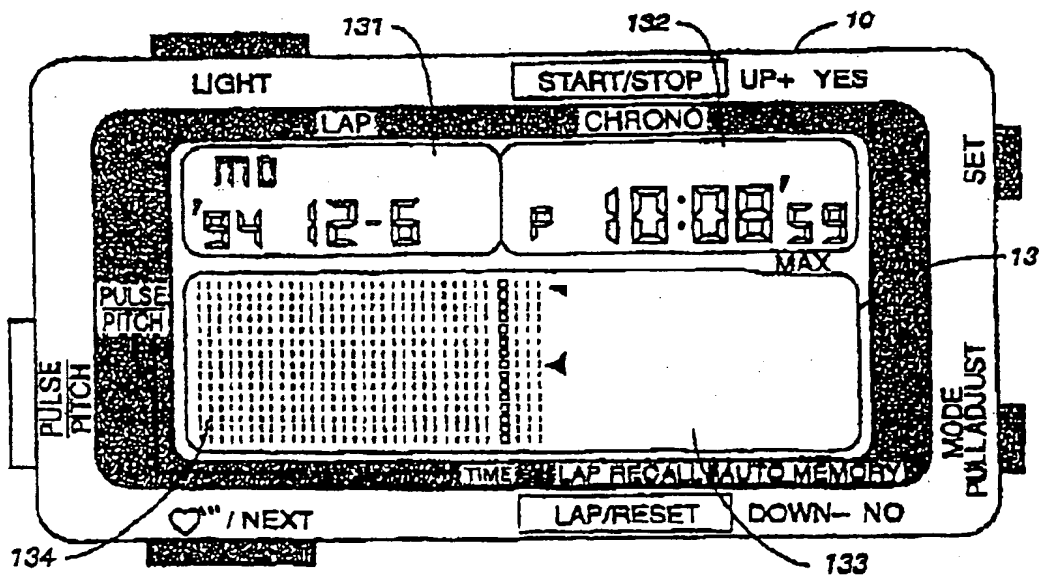 131 132 10
LIGHT START/STOP UP+ YES
LAP CHRONO
SET
MO
'94 12-6 P 10:08'59
MAX
13
PULSE
PITCH
PULSE
PITCH
MODE
PULL ADJUST
TIME LAP RECALL AUTO MEMORY
♡ / NEXT LAP/RESET DOWN– NO
134 133